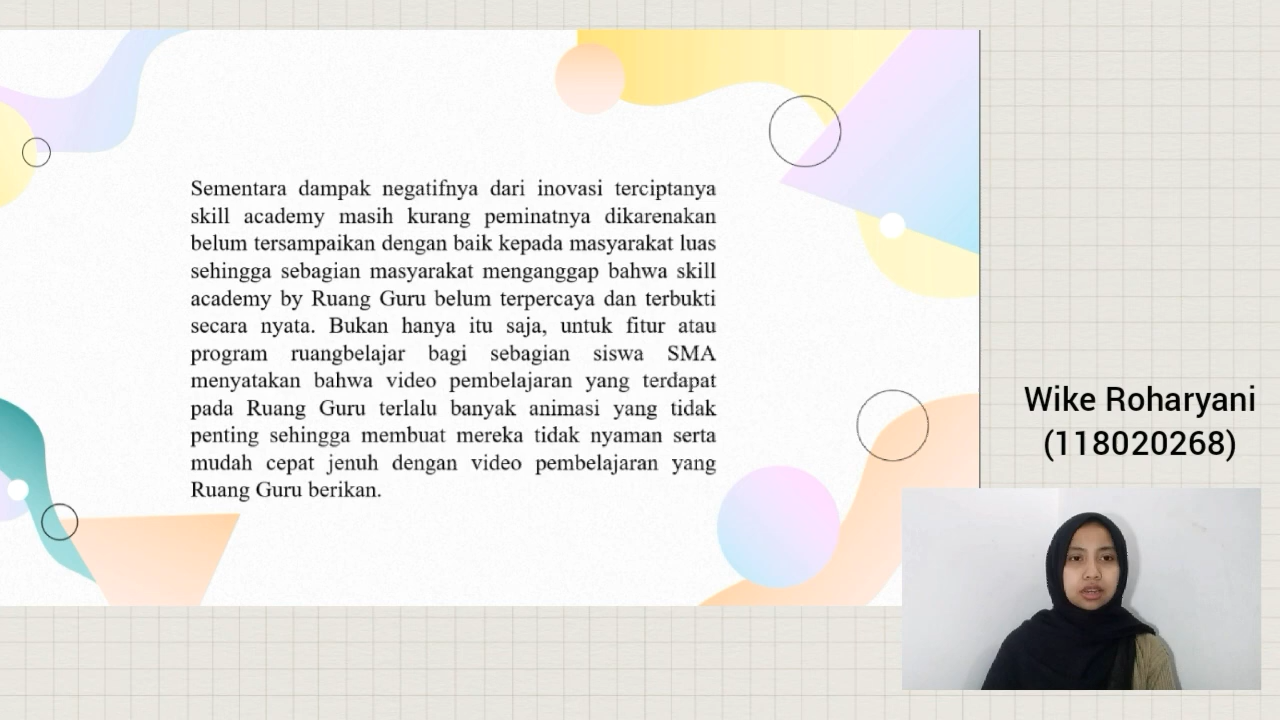 Sementara dampak negatifnya dari inovasi terciptanya
skill academy masih kurang peminatnya dikarenakan
belum tersampaikan dengan baik kepada masyarakat luas
sehingga sebagian masyarakat menganggap bahwa skill
academy by Ruang Guru belum terpercaya dan terbukti
secara nyata. Bukan hanya itu saja, untuk fitur atau
program ruangbelajar bagi sebagian siswa SMA
menyatakan bahwa video pembelajaran yang terdapat
pada Ruang Guru terlalu banyak animasi yang tidak
penting sehingga membuat mereka tidak nyaman serta
mudah cepat jenuh dengan video pembelajaran yang
Ruang Guru berikan.
Wike Roharyani
(118020268)